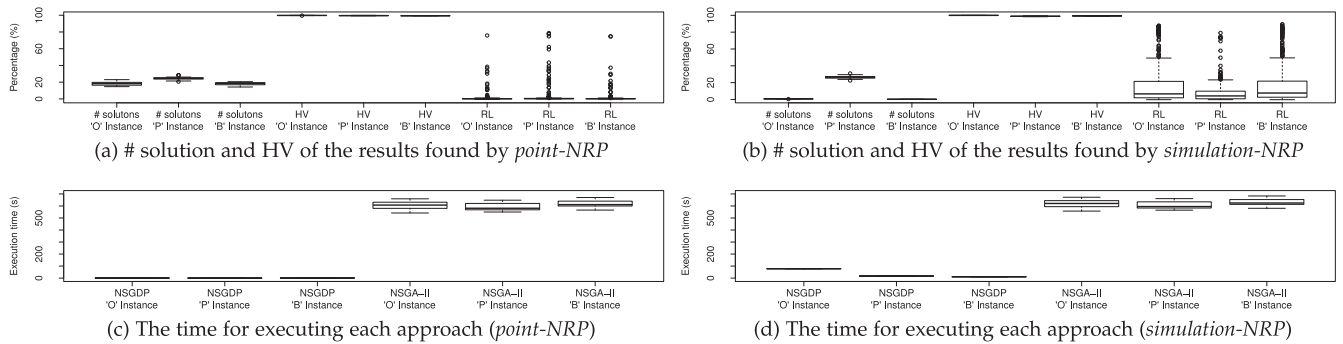 Percentage (%)
100
60
20
0
# solutons 'O' Instance
# solutons 'P' Instance
# solutons 'B' Instance
HV 'O' Instance
HV 'P' Instance
HV 'B' Instance
RL 'O' Instance
RL 'P' Instance
RL 'B' Instance
(a) # solution and HV of the results found by point-NRP
Percentage (%)
100
60
20
0
# solutons 'O' Instance
# solutons 'P' Instance
# solutons 'B' Instance
HV 'O' Instance
HV 'P' Instance
HV 'B' Instance
RL 'O' Instance
RL 'P' Instance
RL 'B' Instance
(b) # solution and HV of the results found by simulation-NRP
Execution time (s)
500
200
0
NSGDP 'O' Instance
NSGDP 'P' Instance
NSGDP 'B' Instance
NSGA−II 'O' Instance
NSGA−II 'P' Instance
NSGA−II 'B' Instance
(c) The time for executing each approach (point-NRP)
Execution time (s)
500
200
0
NSGDP 'O' Instance
NSGDP 'P' Instance
NSGDP 'B' Instance
NSGA−II 'O' Instance
NSGA−II 'P' Instance
NSGA−II 'B' Instance
(d) The time for executing each approach (simulation-NRP)